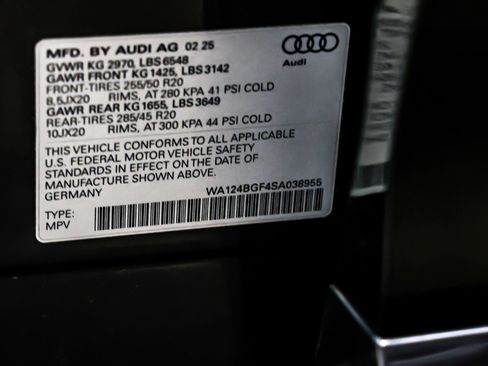 MFD. BY AUDI AG 02 25
GVWR KG 2970, LBS 6548
GAWR FRONT KG 1425, LBS 3142
FRONT-TIRES 255/50 R20
8,5JX20 RIMS, AT 280 KPA 41 PSI COLD
GAWR REAR KG 1655, LBS 3649
REAR-TIRES 285/45 R20
10JX20 RIMS, AT 300 KPA 44 PSI COLD
THIS VEHICLE CONFORMS TO ALL APPLICABLE
U.S. FEDERAL MOTOR VEHICLE SAFETY
STANDARDS IN EFFECT ON THE DATE OF
MANUFACTURE SHOWN ABOVE.
GERMANY
WA124BGF4SA038955
TYPE:
MPV
Audi